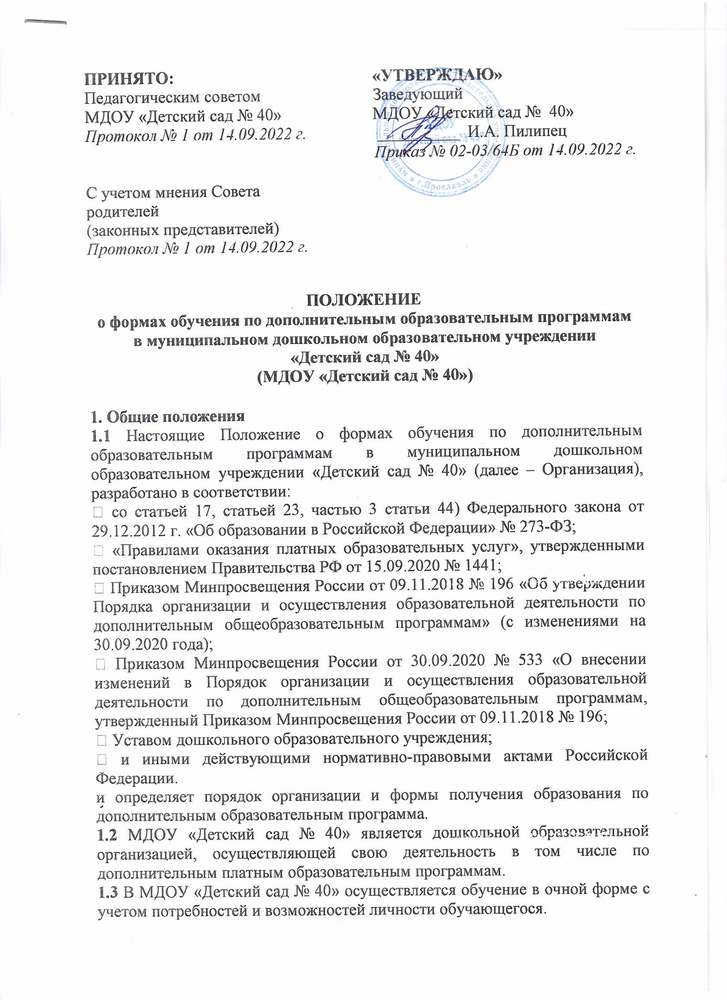 ПРИНЯТО:
Педагогическим советом
МДОУ «Детский сад № 40»
Протокол № 1 от 14.09.2022 г.
С учетом мнения Совета
родителей
(законных представителей)
Протокол № 1 от 14.09.2022 г.
«УТВЕРЖДАЮ»
Заведующий
МДОУ «Детский сад № 40»
____________ И.А. Пилипец
Приказ № 02-03/64Б от 14.09.2022 г.
г.Ярославль
МДОУ
ПОЛОЖЕНИЕ
о формах обучения по дополнительным образовательным программам
в муниципальном дошкольном образовательном учреждении
«Детский сад № 40»
(МДОУ «Детский сад № 40»)
1. Общие положения
1.1 Настоящие Положение о формах обучения по дополнительным
образовательным программам в муниципальном дошкольном
образовательном учреждении «Детский сад № 40» (далее – Организация),
разработано в соответствии:
 со статьей 17, статьей 23, частью 3 статьи 44) Федерального закона от
29.12.2012 г. «Об образовании в Российской Федерации» № 273-ФЗ;
 «Правилами оказания платных образовательных услуг», утвержденными
постановлением Правительства РФ от 15.09.2020 № 1441;
 Приказом Минпросвещения России от 09.11.2018 № 196 «Об утверждении
Порядка организации и осуществления образовательной деятельности по
дополнительным общеобразовательным программам» (с изменениями на
30.09.2020 года);
 Приказом Минпросвещения России от 30.09.2020 № 533 «О внесении
изменений в Порядок организации и осуществления образовательной
деятельности по дополнительным общеобразовательным программам,
утвержденный Приказом Минпросвещения России от 09.11.2018 № 196;
 Уставом дошкольного образовательного учреждения;
 и иными действующими нормативно-правовыми актами Российской
Федерации.
и определяет порядок организации и формы получения образования по
дополнительным образовательным программа.
1.2 МДОУ «Детский сад № 40» является дошкольной образовательной
организацией, осуществляющей свою деятельность в том числе по
дополнительным платным образовательным программам.
1.3 В МДОУ «Детский сад № 40» осуществляется обучение в очной форме с
учетом потребностей и возможностей личности обучающегося.